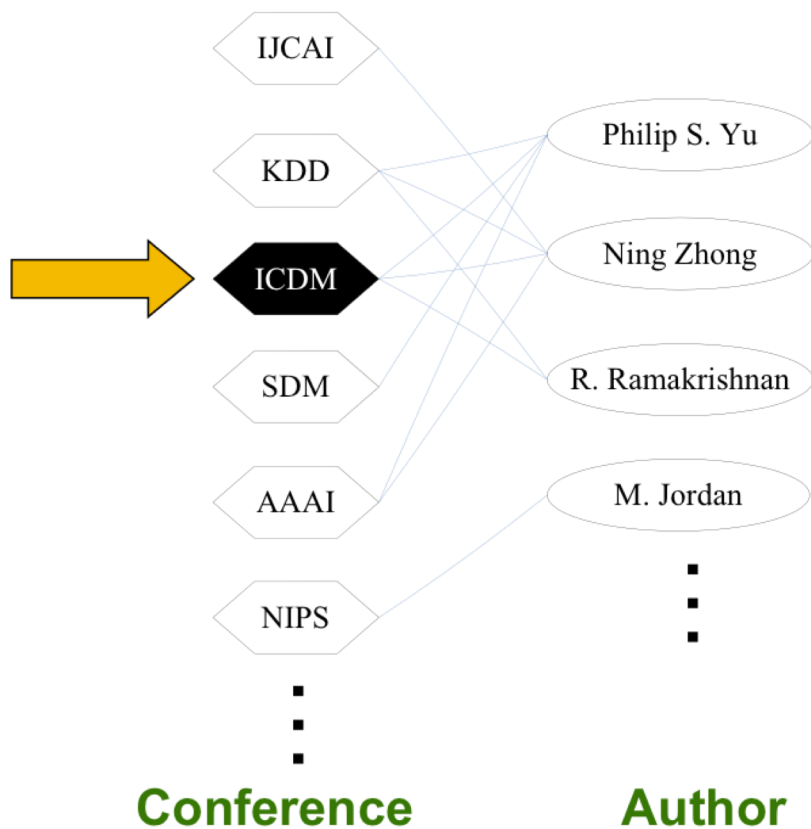 IJCAI
KDD
ICDM
SDM
AAAI
NIPS
Conference
Philip S. Yu
Ning Zhong
R. Ramakrishnan
M. Jordan
Author